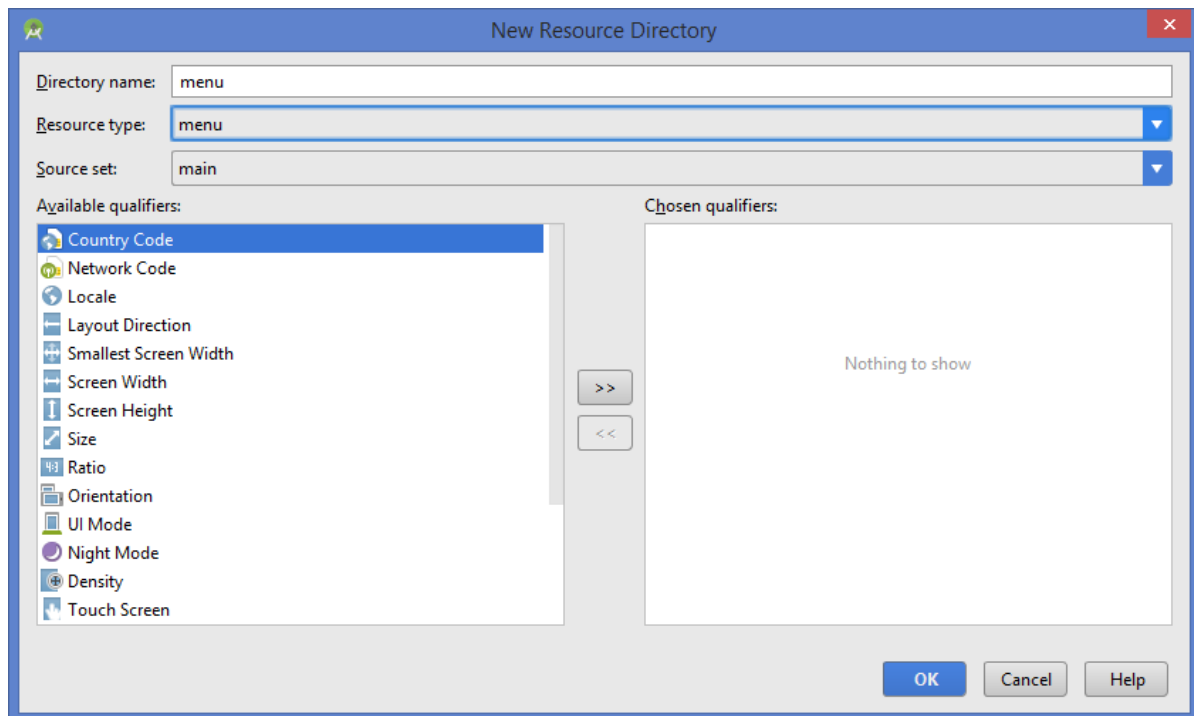 New Resource Directory
Directory name: menu
Resource type: menu
Source set: main
Available qualifiers:
Chosen qualifiers:
Country Code
Network Code
Locale
Layout Direction
Smallest Screen Width
Screen Width
Screen Height
Size
Ratio
Orientation
UI Mode
Night Mode
Density
Touch Screen
>>
<<
Nothing to show
OK
Cancel
Help